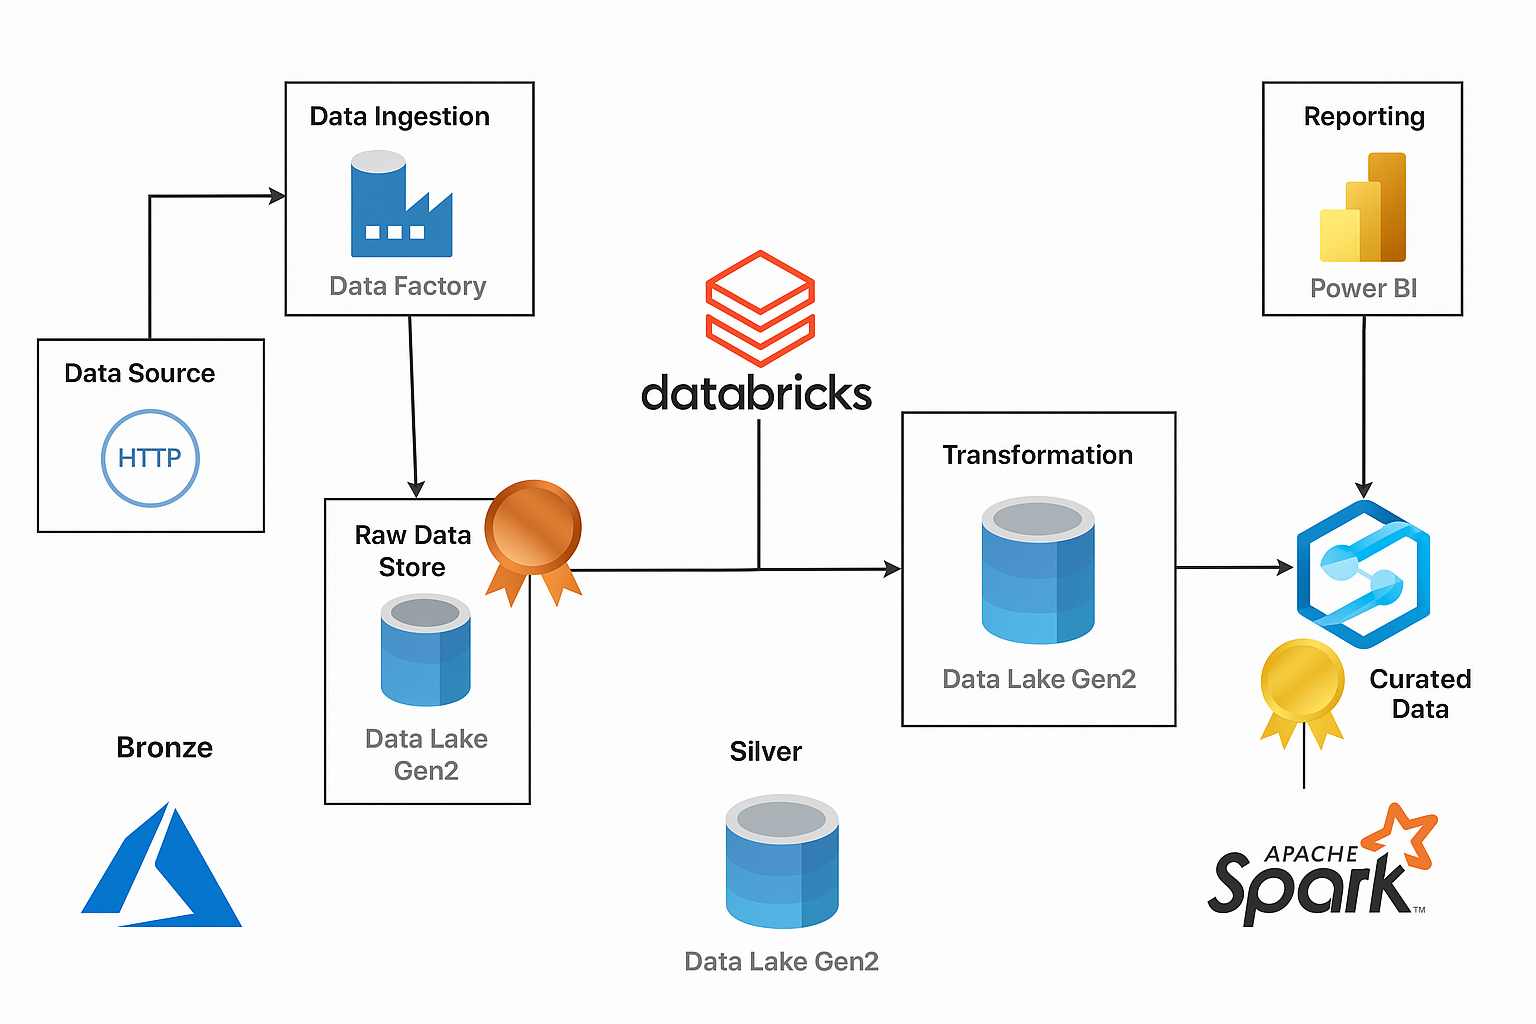 Data Ingestion
Data Factory
Reporting
Power BI
Data Source
HTTP
databricks
Raw Data
Store
Data Lake
Gen2
Transformation
Data Lake Gen2
Curated
Data
Bronze
Silver
Data Lake Gen2
APACHE
Spark™